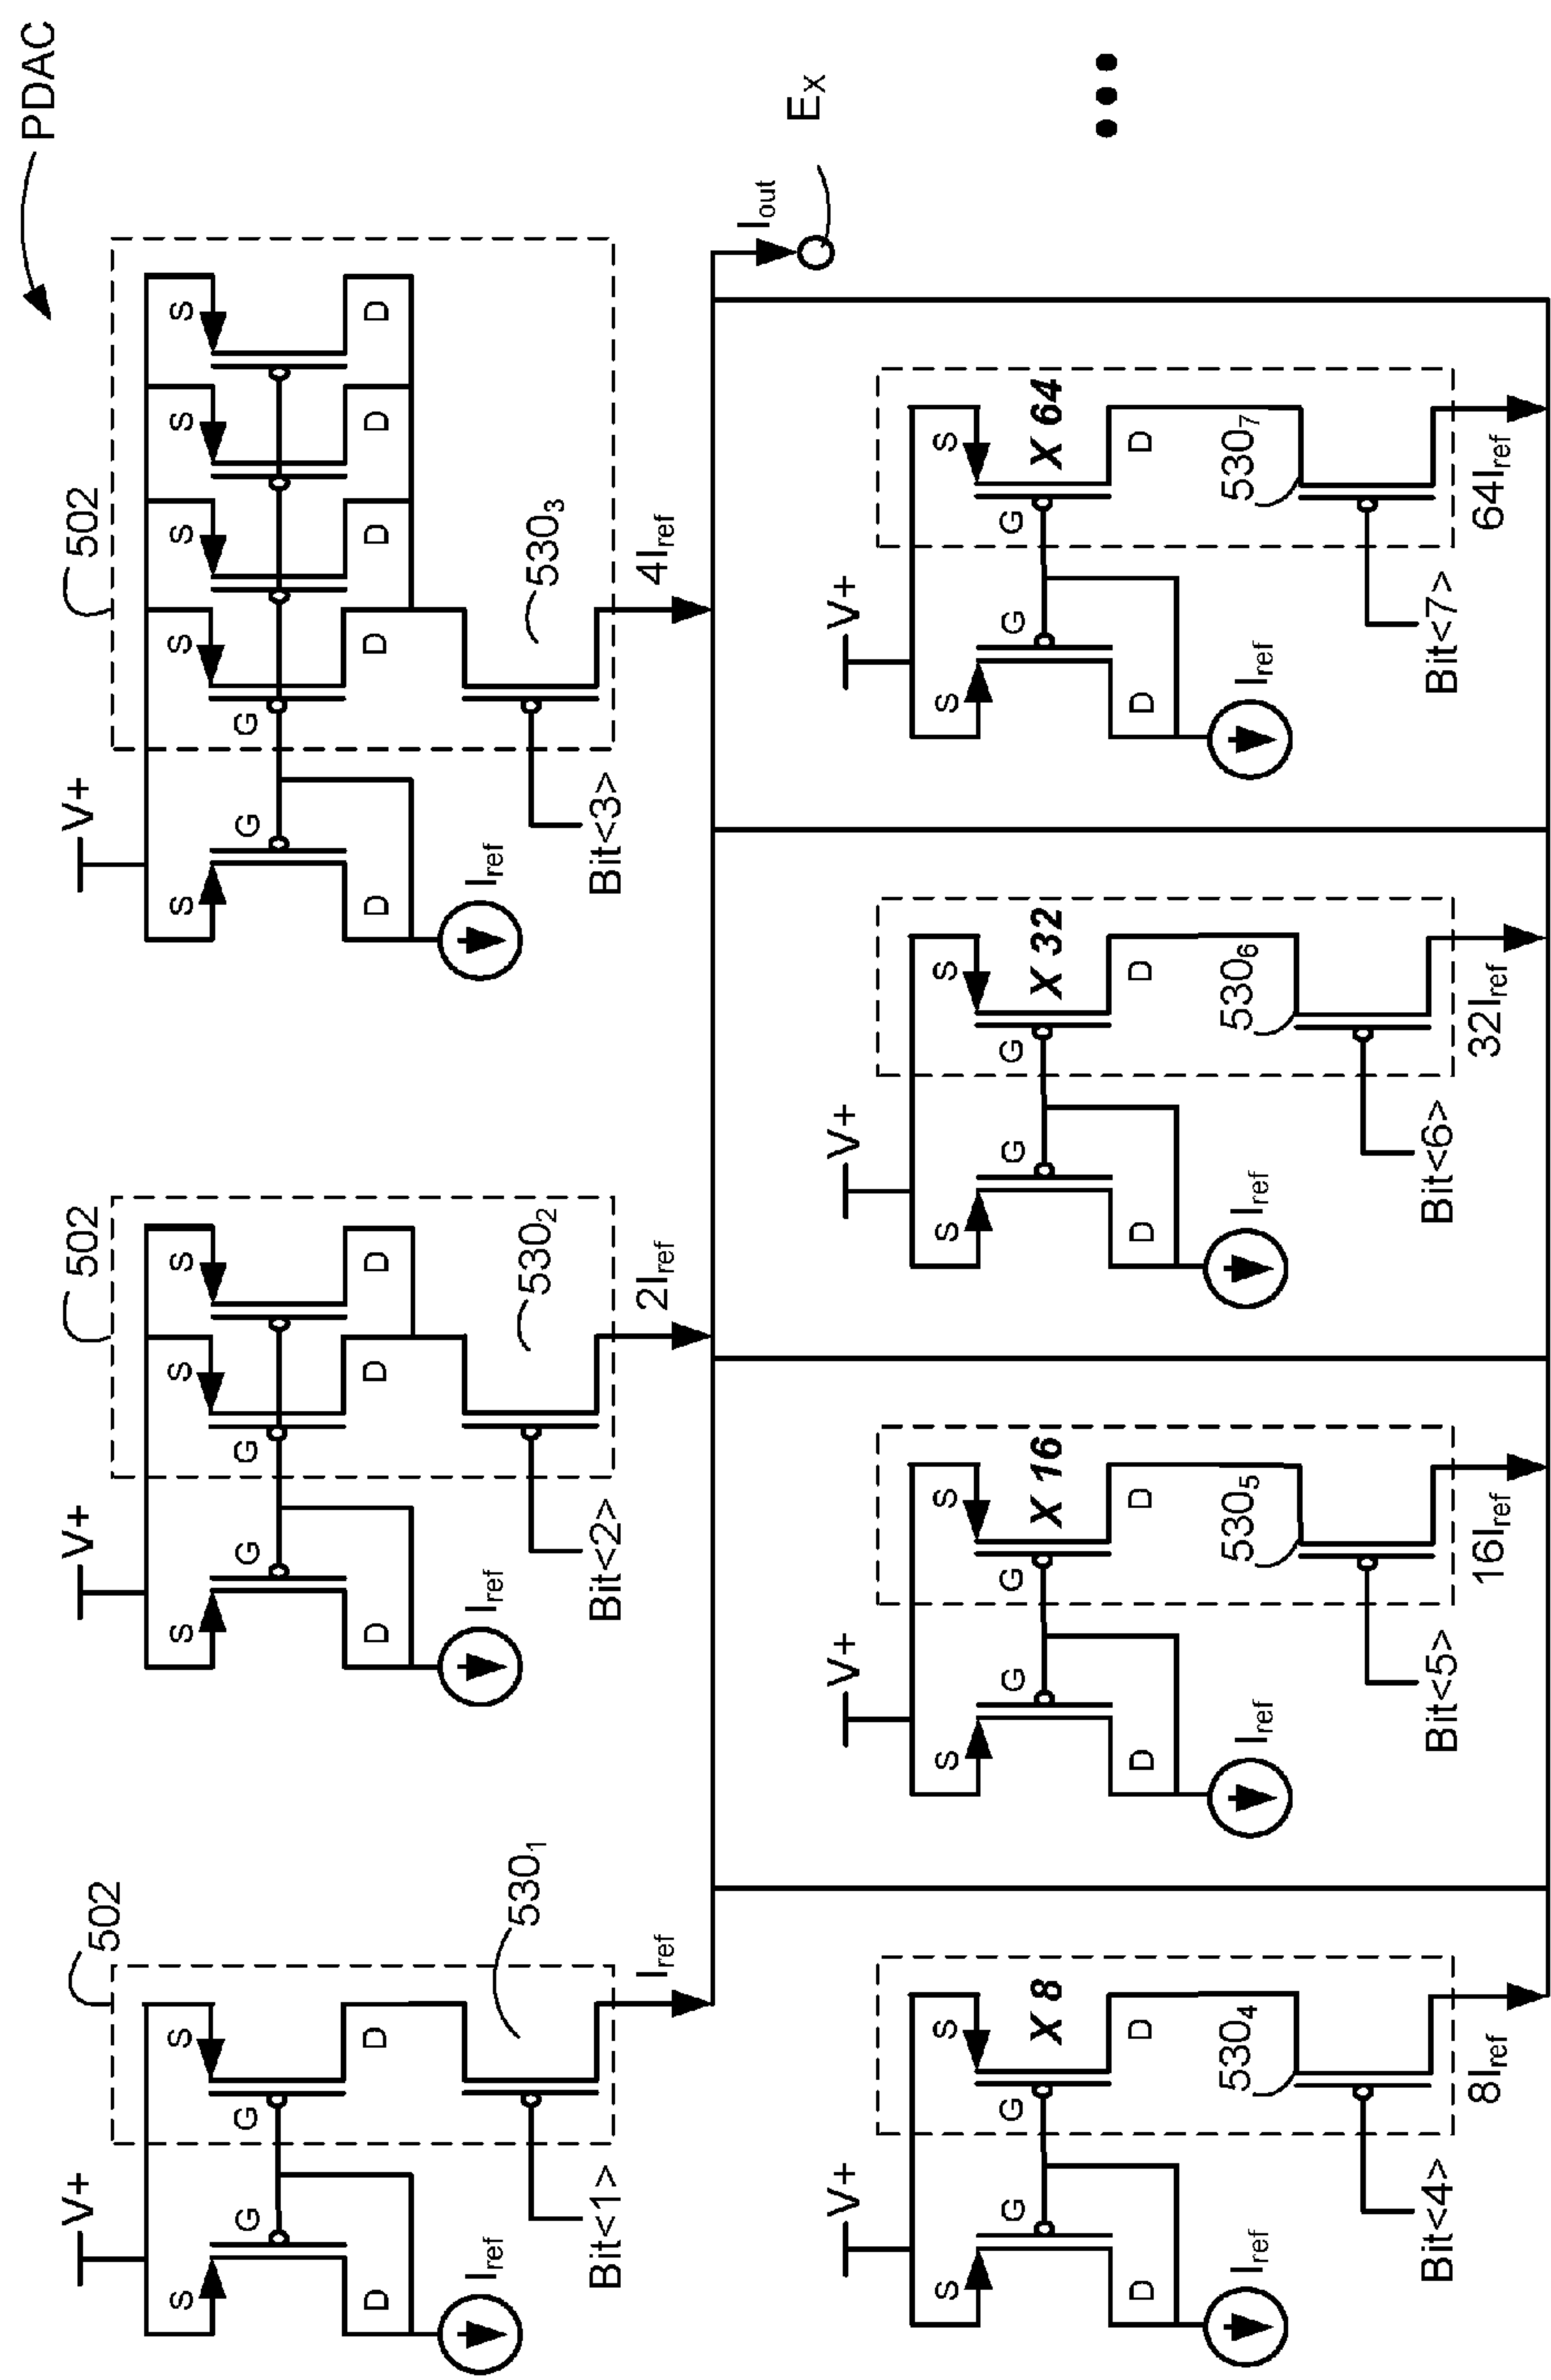 PDAC
502
502
502
V+
V+
V+
S
S
S
S
S
S
S
S
S
S
G
G
G
G
G
G
D
D
D
D
D
D
D
D
D
D
I_ref
I_ref
I_ref
530_1
530_2
530_3
Bit<1>
Bit<2>
Bit<3>
I_ref
2I_ref
4I_ref
I_out
E_X
V+
V+
V+
V+
S
S
S
S
S
S
S
S
G
G
X 8
G
G
X 16
G
G
X 32
G
G
X 64
D
D
D
D
D
D
D
D
530_4
530_5
530_6
530_7
I_ref
I_ref
I_ref
I_ref
Bit<4>
Bit<5>
Bit<6>
Bit<7>
8I_ref
16I_ref
32I_ref
64I_ref